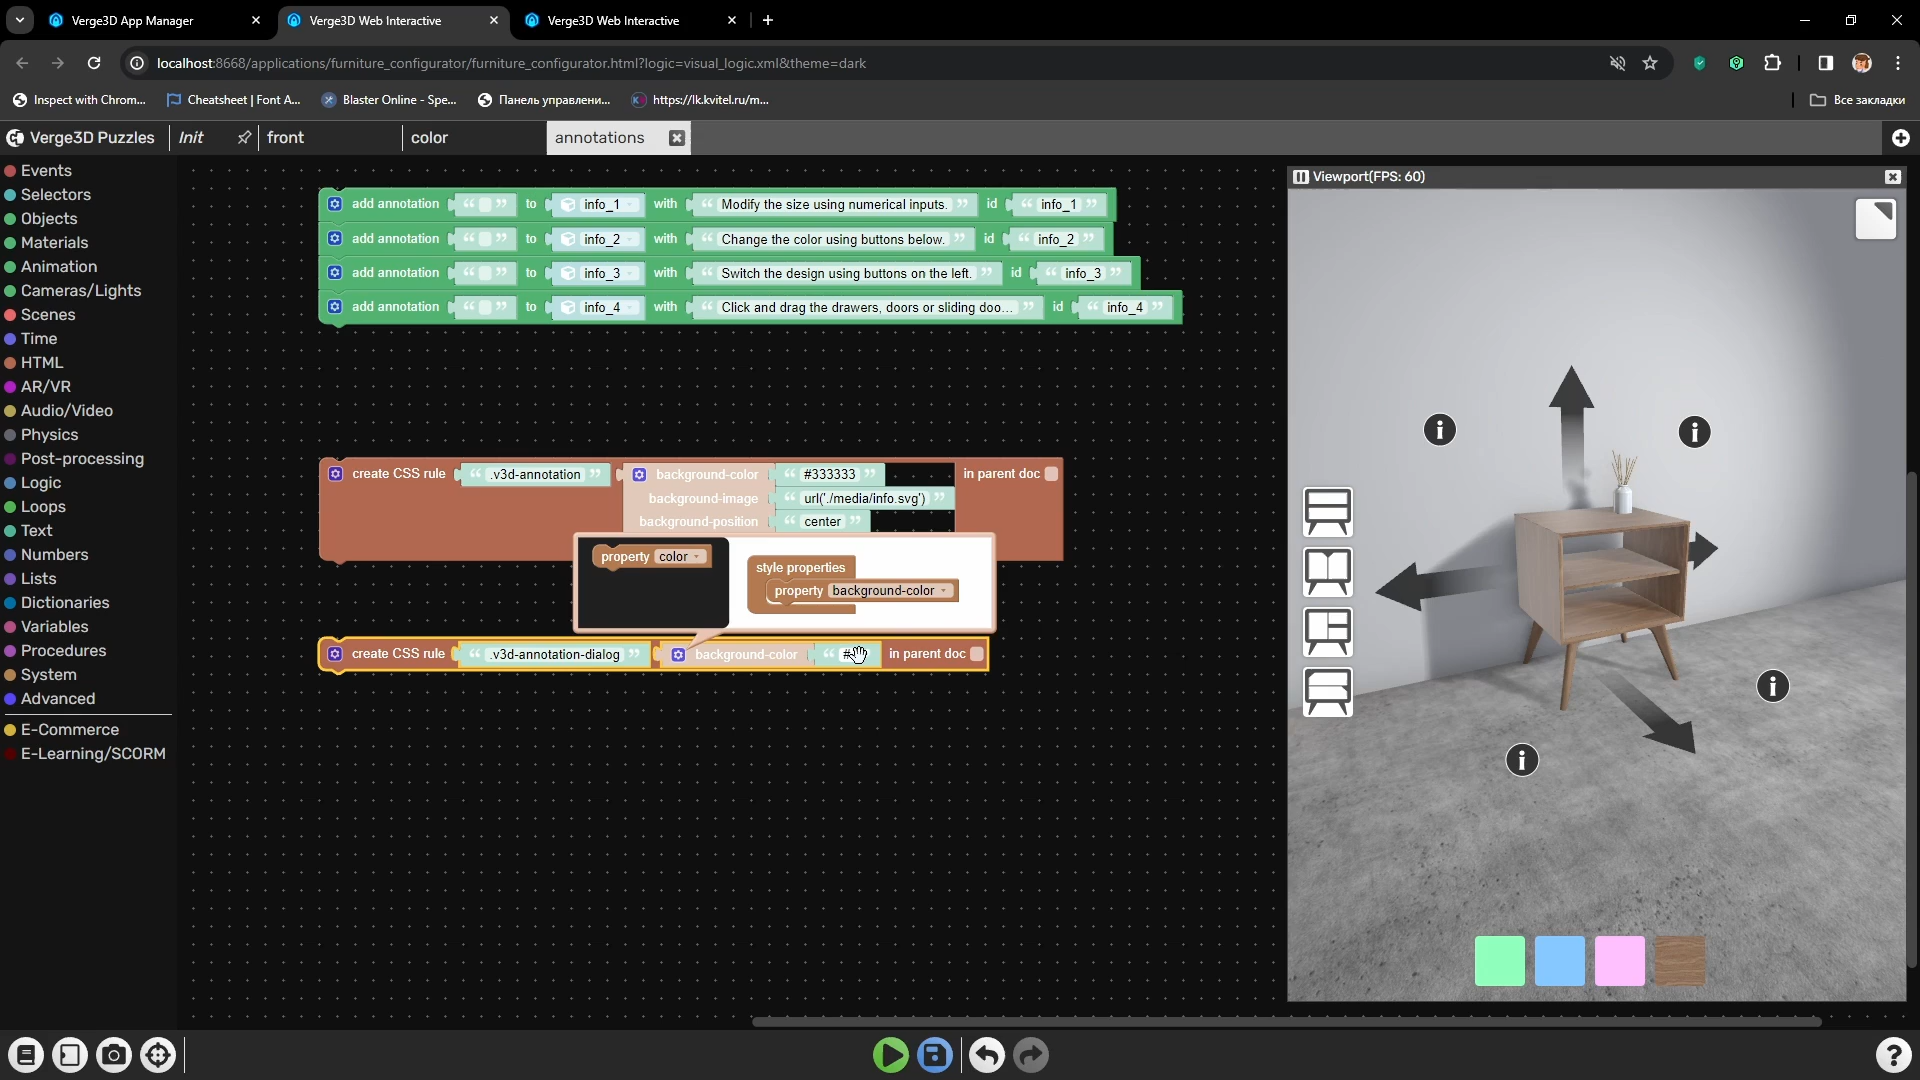 Verge3D App Manager
Verge3D Web Interactive
Verge3D Web Interactive
localhost:8668/applications/furniture_configurator/furniture_configurator.html?logic=visual_logic.xml&theme=dark
Inspect with Chrom...
Cheatsheet | Font A...
Blaster Online - Spe...
Панель управлени...
https://lk.kvitel.ru/m...
Все закладки
Verge3D Puzzles
Init
front
color
annotations
Events
Selectors
Objects
Materials
Animation
Cameras/Lights
Scenes
Time
HTML
AR/VR
Audio/Video
Physics
Post-processing
Logic
Loops
Text
Numbers
Lists
Dictionaries
Variables
Procedures
System
Advanced
E-Commerce
E-Learning/SCORM
add annotation “ ” to info_1 with “ Modify the size using numerical inputs. ” id “ info_1 ”
add annotation “ ” to info_2 with “ Change the color using buttons below. ” id “ info_2 ”
add annotation “ ” to info_3 with “ Switch the design using buttons on the left. ” id “ info_3 ”
add annotation “ ” to info_4 with “ Click and drag the drawers, doors or sliding doo... ” id “ info_4 ”
create CSS rule “ .v3d-annotation ” background-color “ #333333 ” in parent doc
background-image “ url('./media/info.svg') ”
background-position “ center ”
property color
style properties
property background-color
create CSS rule “ .v3d-annotation-dialog ” background-color “ # ” in parent doc
Viewport(FPS: 60)
i
i
i
i
?